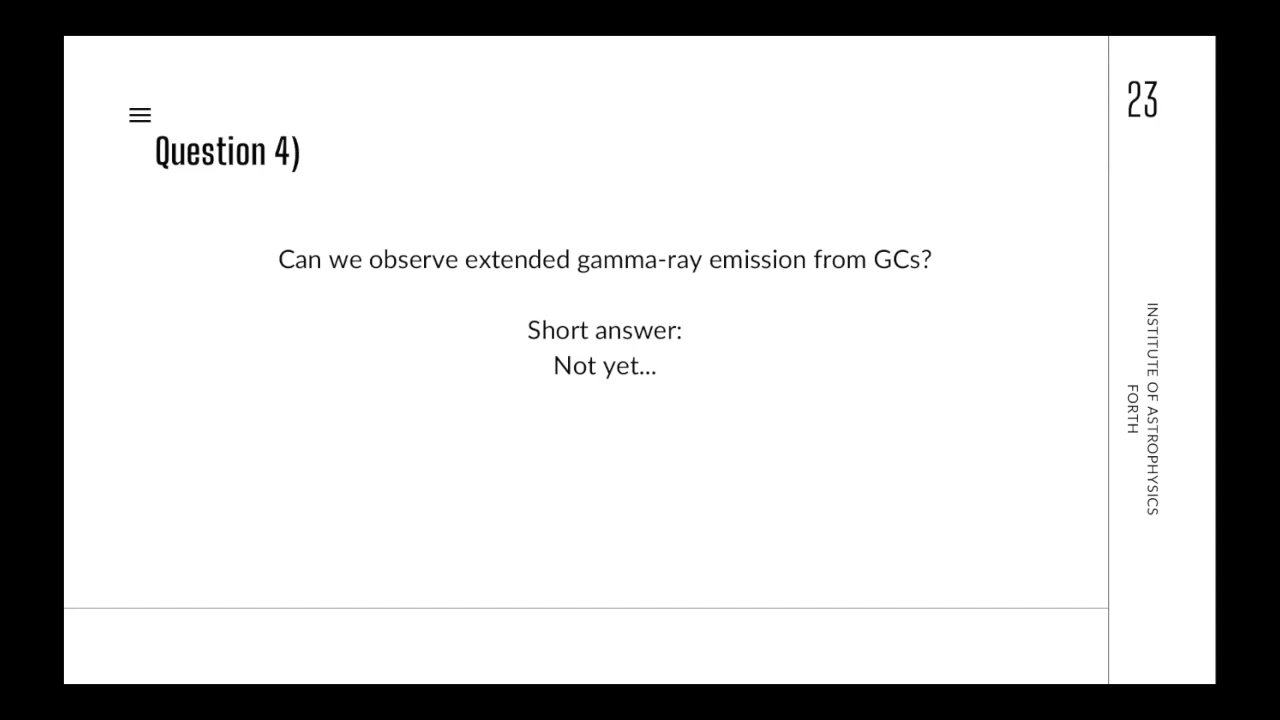 Question 4)
Can we observe extended gamma-ray emission from GCs?
Short answer:
Not yet...
23
INSTITUTE OF ASTROPHYSICS
FORTH